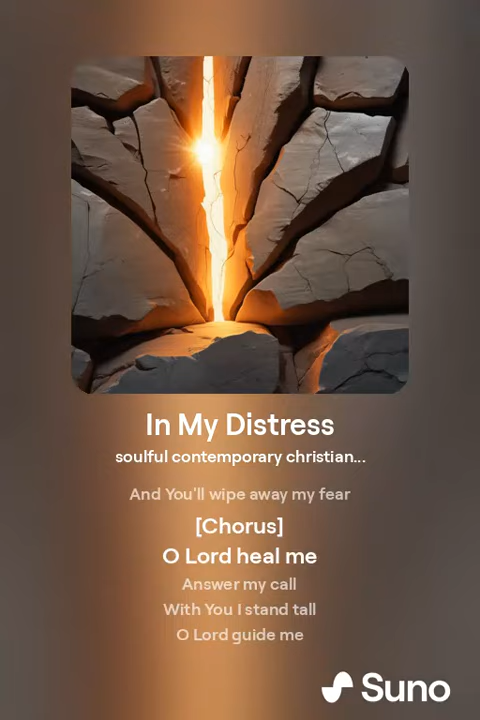 In My Distress
soulful contemporary christian...
And You'll wipe away my fear
[Chorus]
O Lord heal me
Answer my call
With You I stand tall
O Lord guide me
Suno